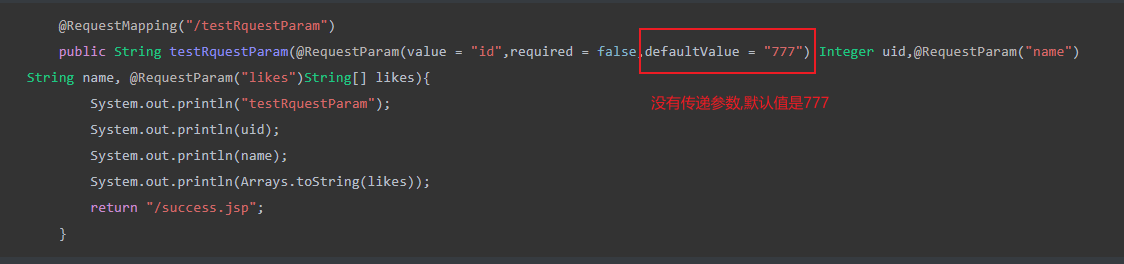 @RequestMapping("/testRquestParam")
public String testRquestParam(@RequestParam(value = "id",required = false,defaultValue = "777") Integer uid,@RequestParam("name")
String name, @RequestParam("likes")String[] likes){
没有传递参数,默认值是777
System.out.println("testRquestParam");
System.out.println(uid);
System.out.println(name);
System.out.println(Arrays.toString(likes));
return "/success.jsp";
}